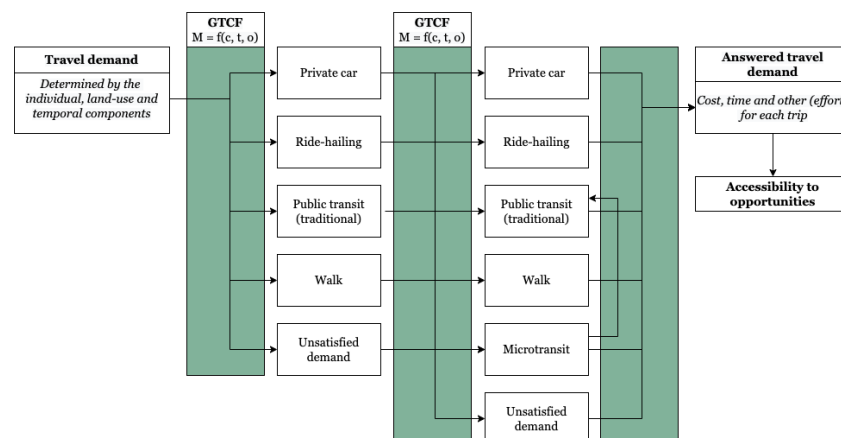 GTCF
M = f(c, t, o)
GTCF
M = f(c, t, o)
Travel demand
Determined by the
individual, land-use and
temporal components
Private car
Ride-hailing
Public transit
(traditional)
Walk
Unsatisfied
demand
Private car
Ride-hailing
Public transit
(traditional)
Walk
Microtransit
Unsatisfied
demand
Answered travel
demand
Cost, time and other (effort
for each trip
Accessibility to
opportunities